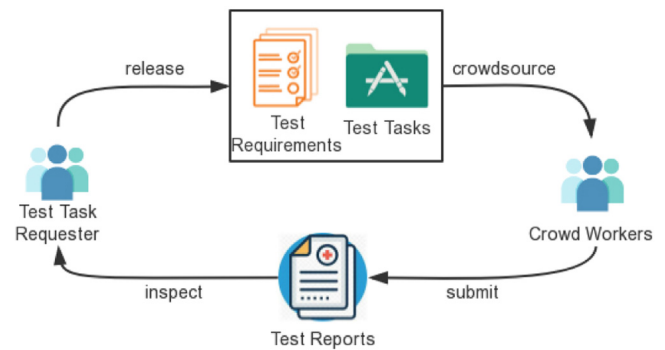 release
crowdsource
Test
Requirements
Test Tasks
Test Task
Requester
Crowd Workers
inspect
submit
Test Reports